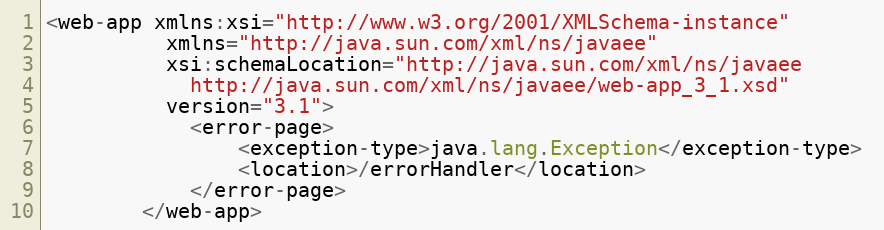 1 <web-app xmlns:xsi="http://www.w3.org/2001/XMLSchema-instance"
2           xmlns="http://java.sun.com/xml/ns/javaee"
3           xsi:schemaLocation="http://java.sun.com/xml/ns/javaee
4             http://java.sun.com/xml/ns/javaee/web-app_3_1.xsd"
5           version="3.1">
6             <error-page>
7                 <exception-type>java.lang.Exception</exception-type>
8                 <location>/errorHandler</location>
9             </error-page>
10         </web-app>